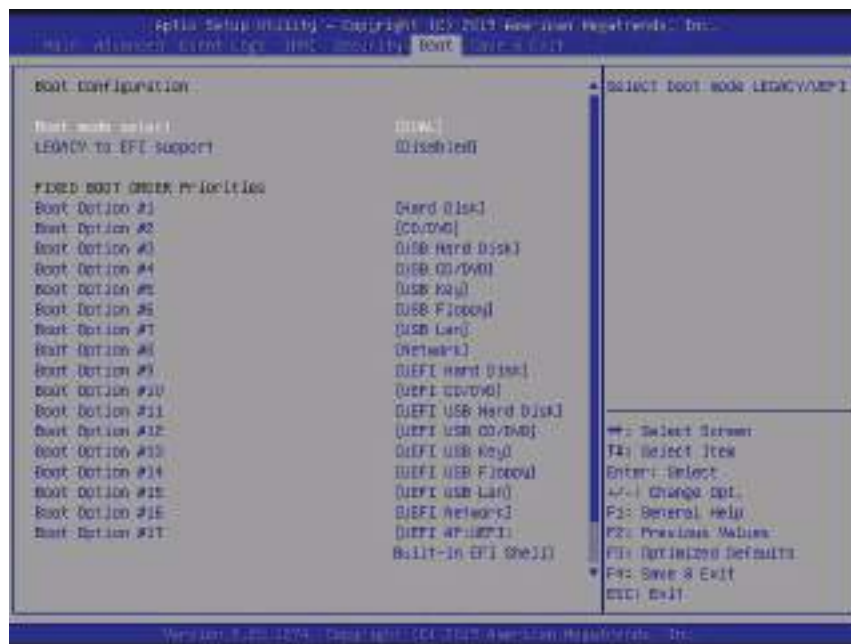 Aptio Setup Utility – Copyright (C) 2017 American Megatrends, Inc.
Main Advanced Event Logs IPMI Security Boot Save & Exit
Boot Configuration
Boot mode select [DUAL]
LEGACY to EFI support [Disabled]
FIXED BOOT ORDER Priorities
Boot Option #1 [Hard Disk]
Boot Option #2 [CD/DVD]
Boot Option #3 [USB Hard Disk]
Boot Option #4 [USB CD/DVD]
Boot Option #5 [USB Key]
Boot Option #6 [USB Floppy]
Boot Option #7 [USB Lan]
Boot Option #8 [Network]
Boot Option #9 [UEFI Hard Disk]
Boot Option #10 [UEFI CD/DVD]
Boot Option #11 [UEFI USB Hard Disk]
Boot Option #12 [UEFI USB CD/DVD]
Boot Option #13 [UEFI USB Key]
Boot Option #14 [UEFI USB Floppy]
Boot Option #15 [UEFI USB Lan]
Boot Option #16 [UEFI Network]
Boot Option #17 [UEFI AP:UEFI:
Built-in EFI Shell]
Select boot mode LEGACY/UEFI
→←: Select Screen
↑↓: Select Item
Enter: Select
+/-: Change Opt.
F1: General Help
F2: Previous Values
F3: Optimized Defaults
F4: Save & Exit
ESC: Exit
Version Copyright (C) 2017 American Megatrends, Inc.